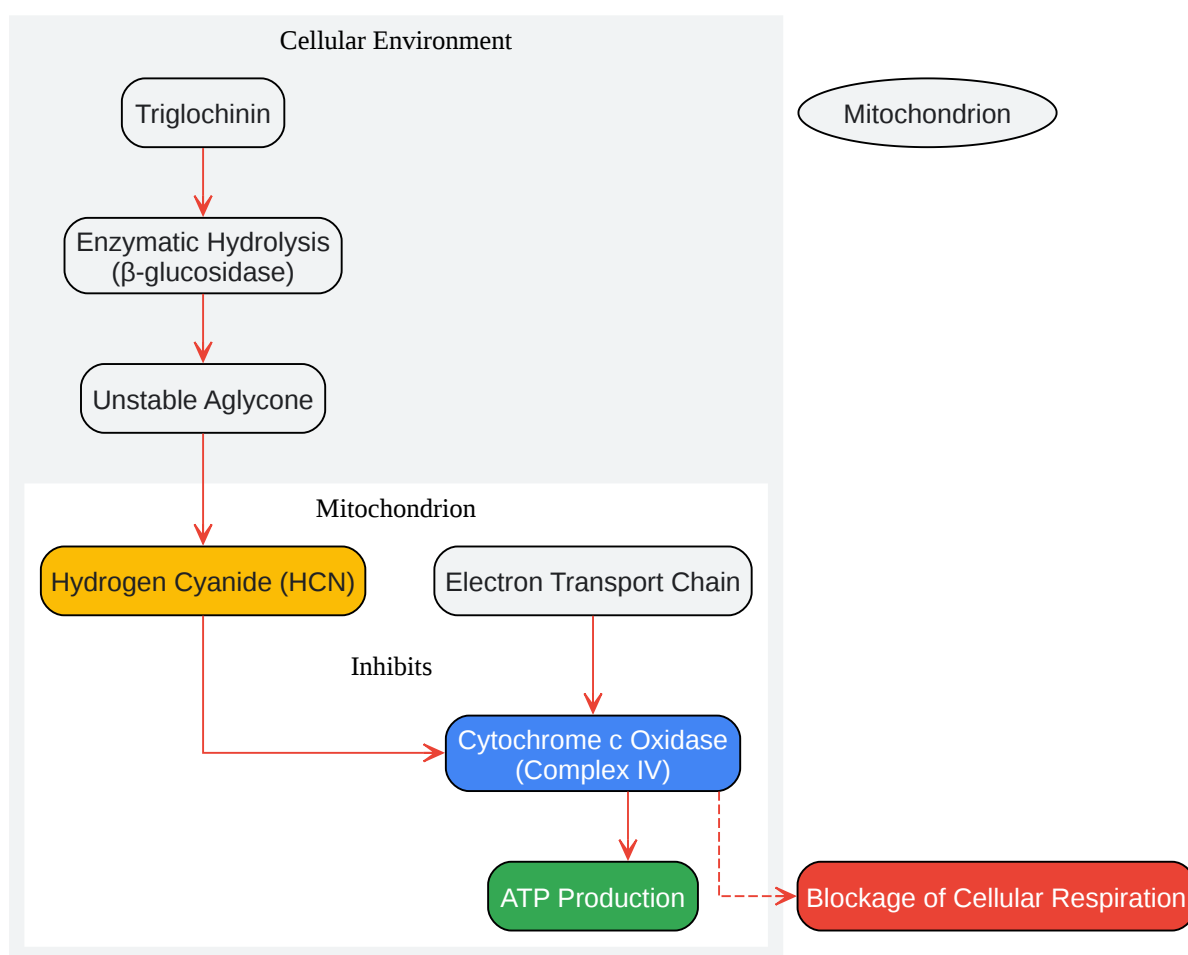 Cellular Environment
Triglochinin
Mitochondrion
Enzymatic Hydrolysis
(β-glucosidase)
Unstable Aglycone
Mitochondrion
Hydrogen Cyanide (HCN)
Electron Transport Chain
Inhibits
Cytochrome c Oxidase
(Complex IV)
ATP Production
Blockage of Cellular Respiration